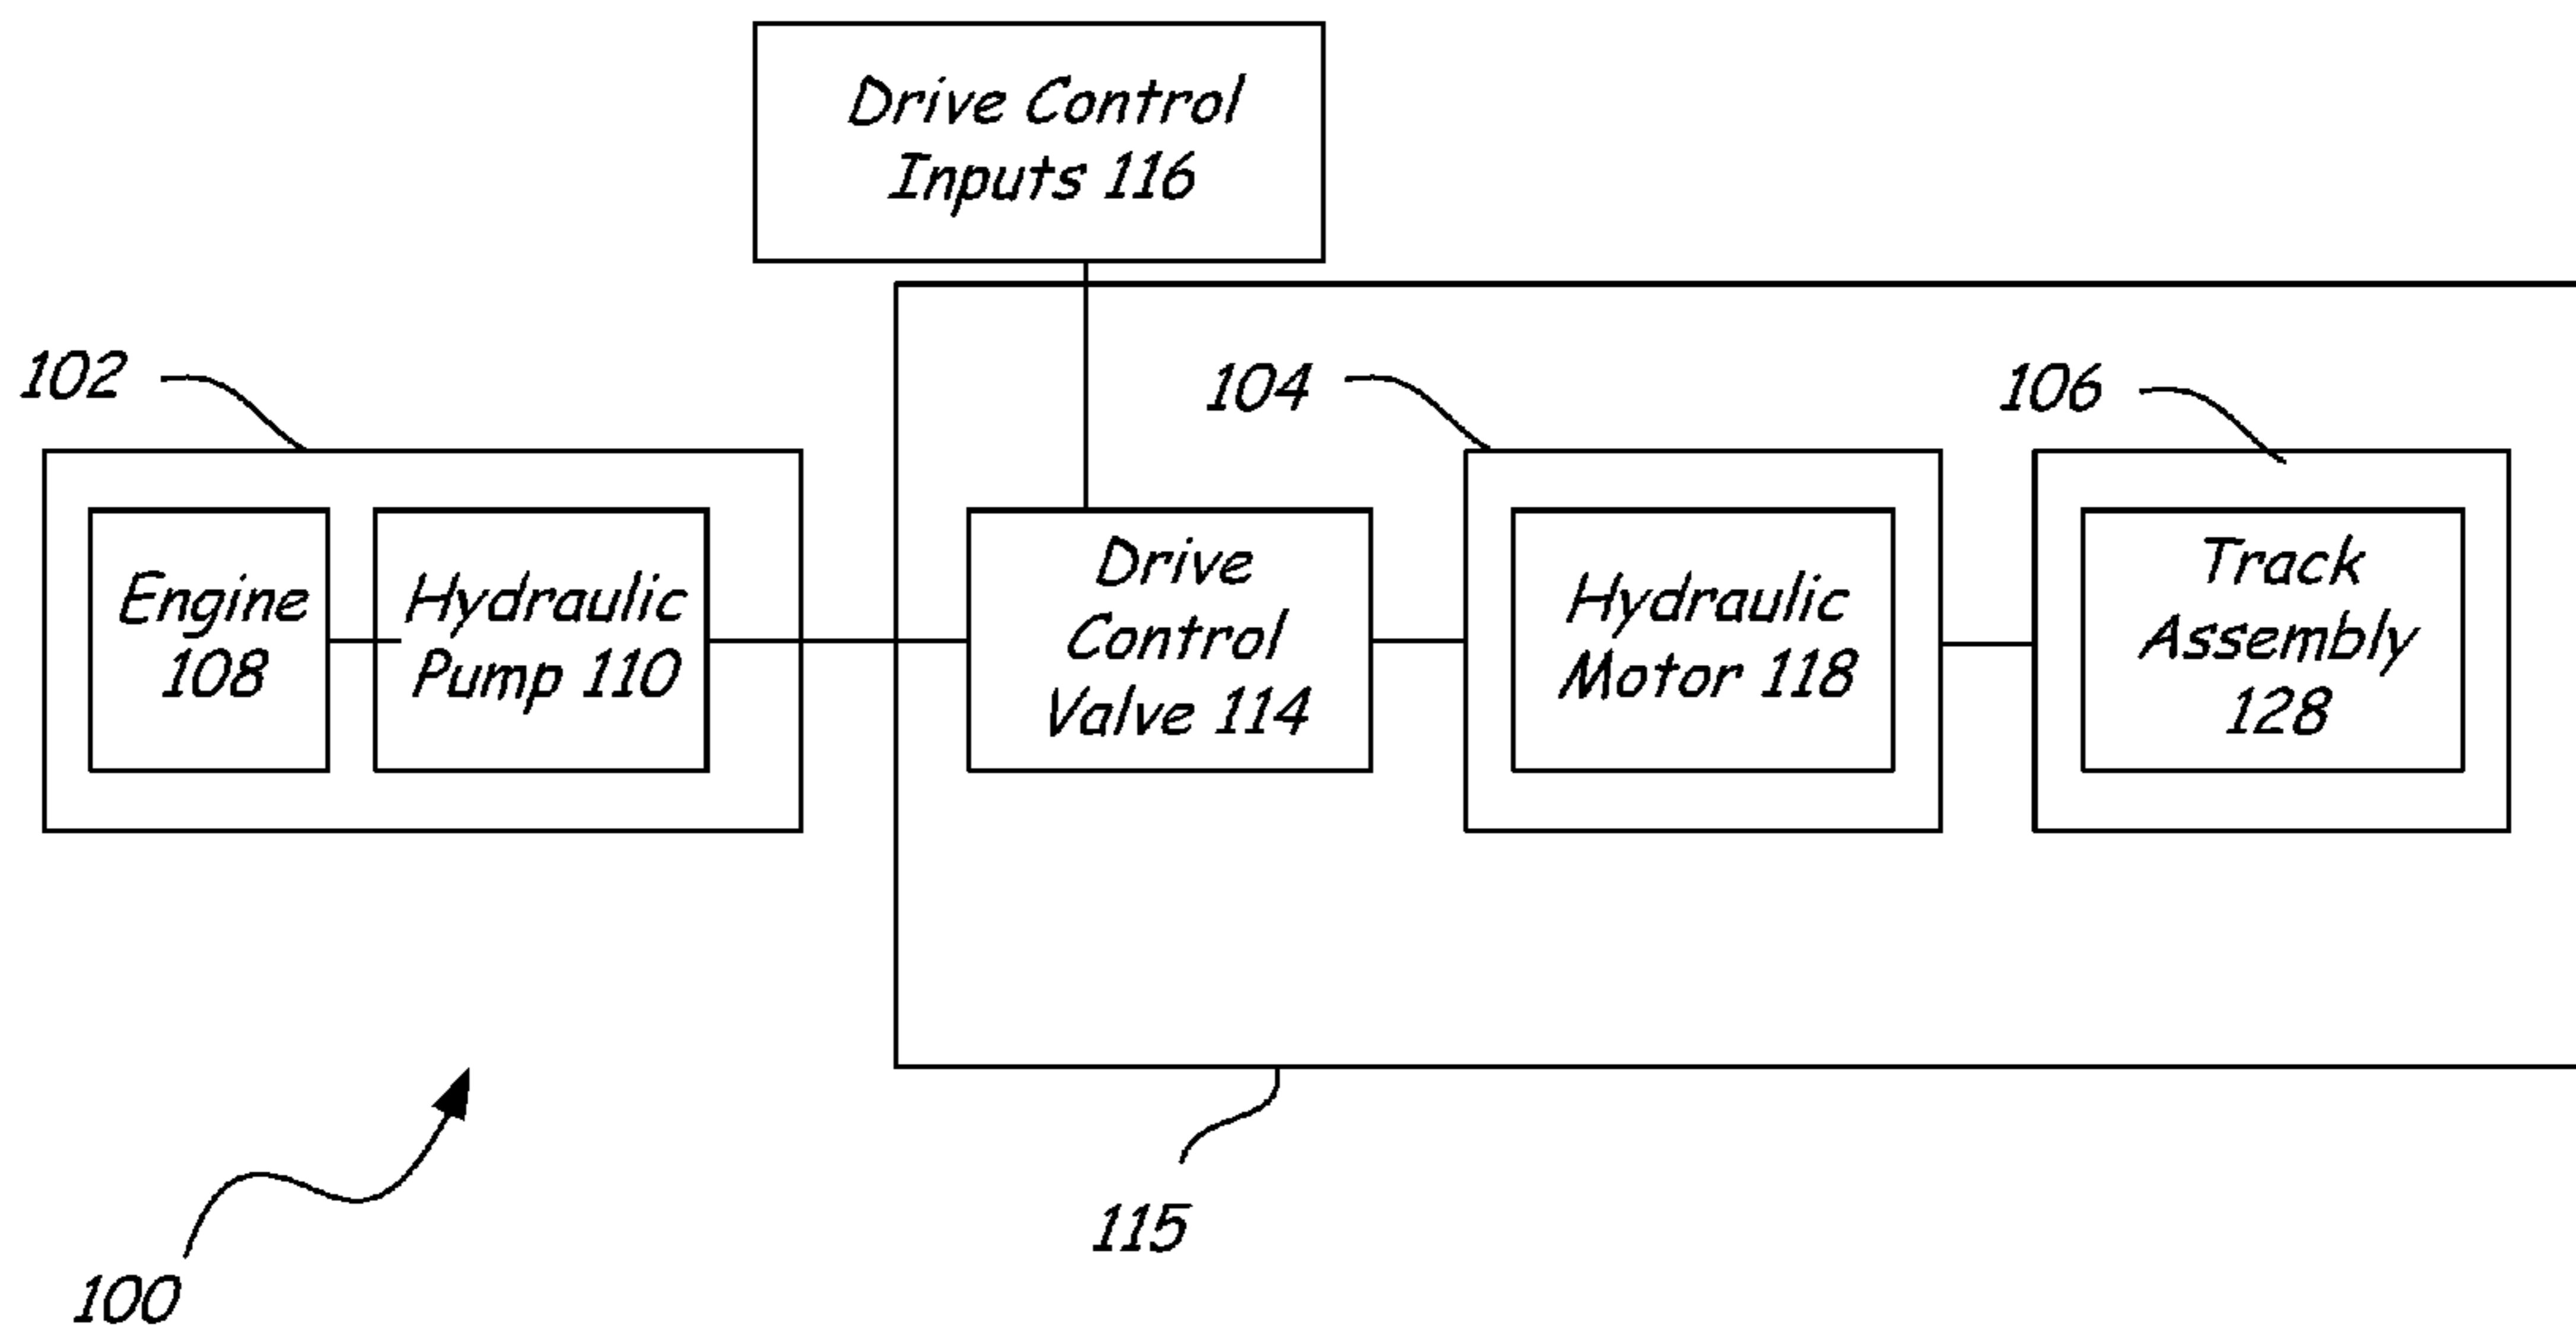 Drive Control
Inputs 116
102
104
106
Engine
108
Hydraulic
Pump 110
Drive
Control
Valve 114
Hydraulic
Motor 118
Track
Assembly
128
115
100